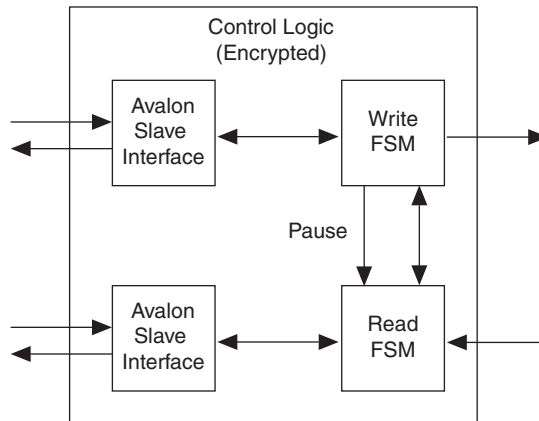 Control Logic
(Encrypted)
Avalon
Slave
Interface
Write
FSM
Pause
Avalon
Slave
Interface
Read
FSM